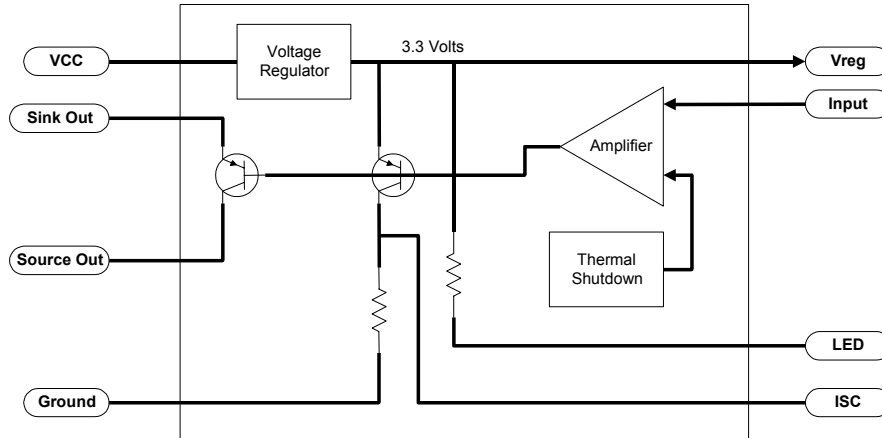 VCC
Voltage
Regulator
3.3 Volts
Vreg
Sink Out
Input
Amplifier
Source Out
Thermal
Shutdown
LED
Ground
ISC